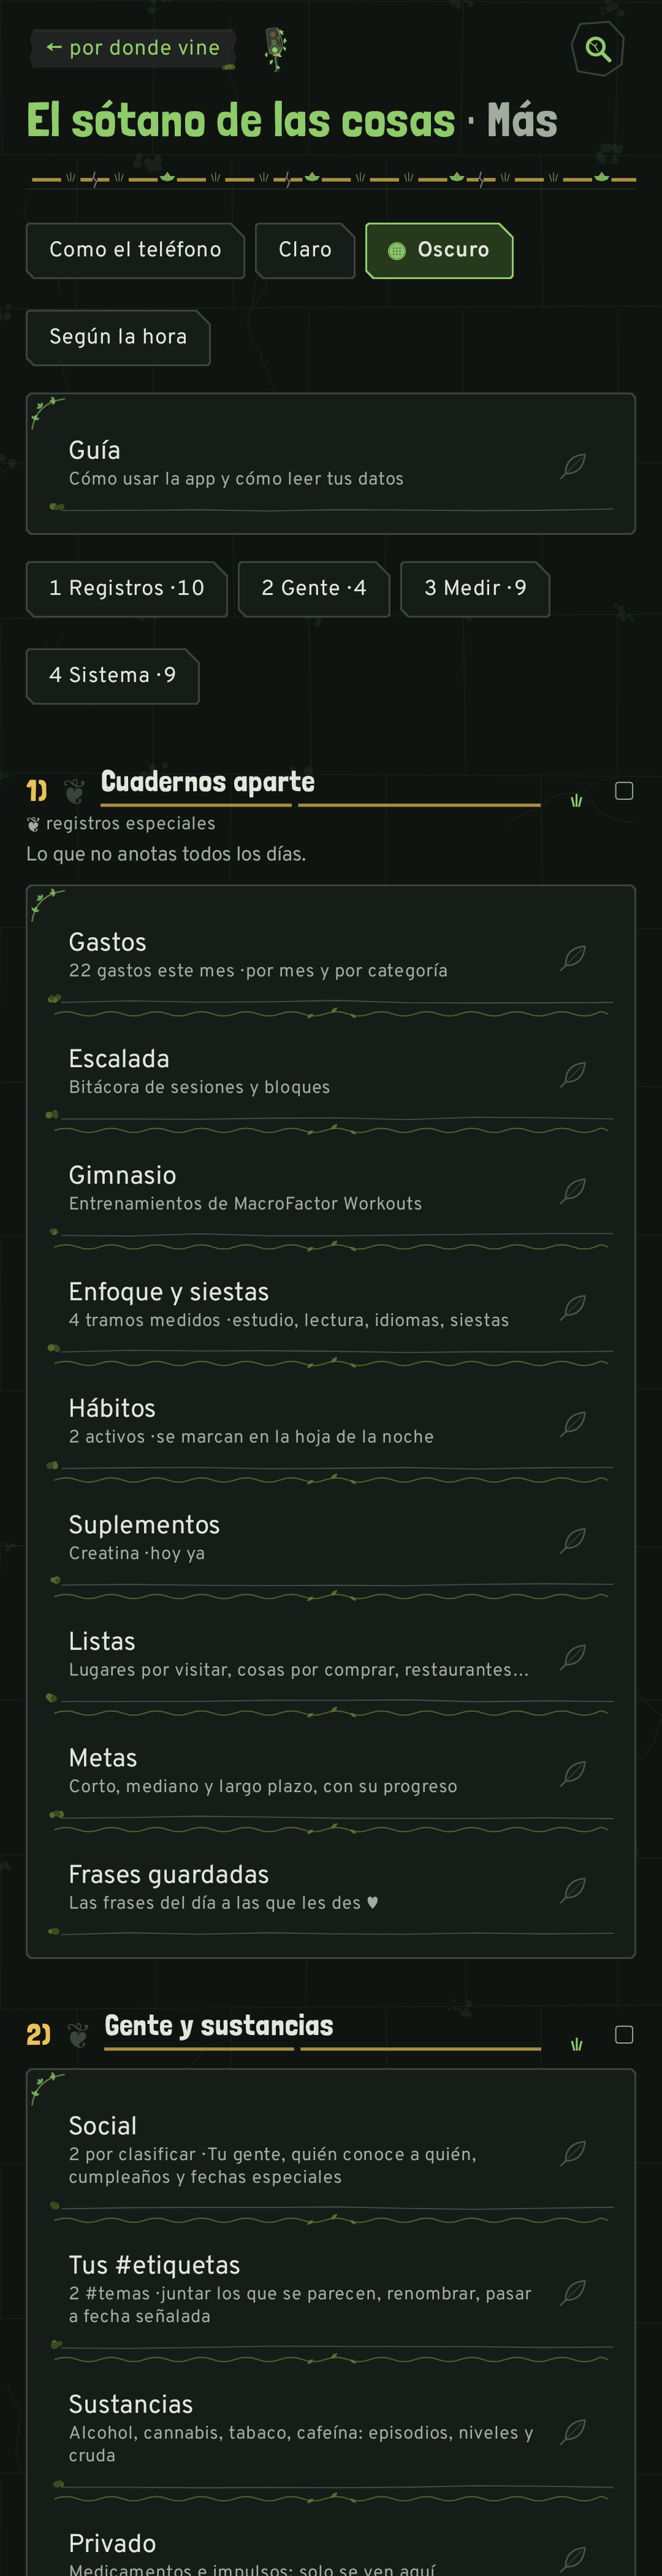 ← por donde vine
El sótano de las cosas · Más
Como el teléfono
Claro
Oscuro
Según la hora
Guía
Cómo usar la app y cómo leer tus datos
1 Registros ·10
2 Gente ·4
3 Medir ·9
4 Sistema ·9
1) ❦ Cuadernos aparte
❦ registros especiales
Lo que no anotas todos los días.
Gastos
22 gastos este mes ·por mes y por categoría
Escalada
Bitácora de sesiones y bloques
Gimnasio
Entrenamientos de MacroFactor Workouts
Enfoque y siestas
4 tramos medidos ·estudio, lectura, idiomas, siestas
Hábitos
2 activos ·se marcan en la hoja de la noche
Suplementos
Creatina ·hoy ya
Listas
Lugares por visitar, cosas por comprar, restaurantes…
Metas
Corto, mediano y largo plazo, con su progreso
Frases guardadas
Las frases del día a las que les des ♥
2) ❦ Gente y sustancias
Social
2 por clasificar ·Tu gente, quién conoce a quién,
cumpleaños y fechas especiales
Tus #etiquetas
2 #temas ·juntar los que se parecen, renombrar, pasar
a fecha señalada
Sustancias
Alcohol, cannabis, tabaco, cafeína: episodios, niveles y
cruda
Privado
Medicamentos e impulsos: solo se ven aquí